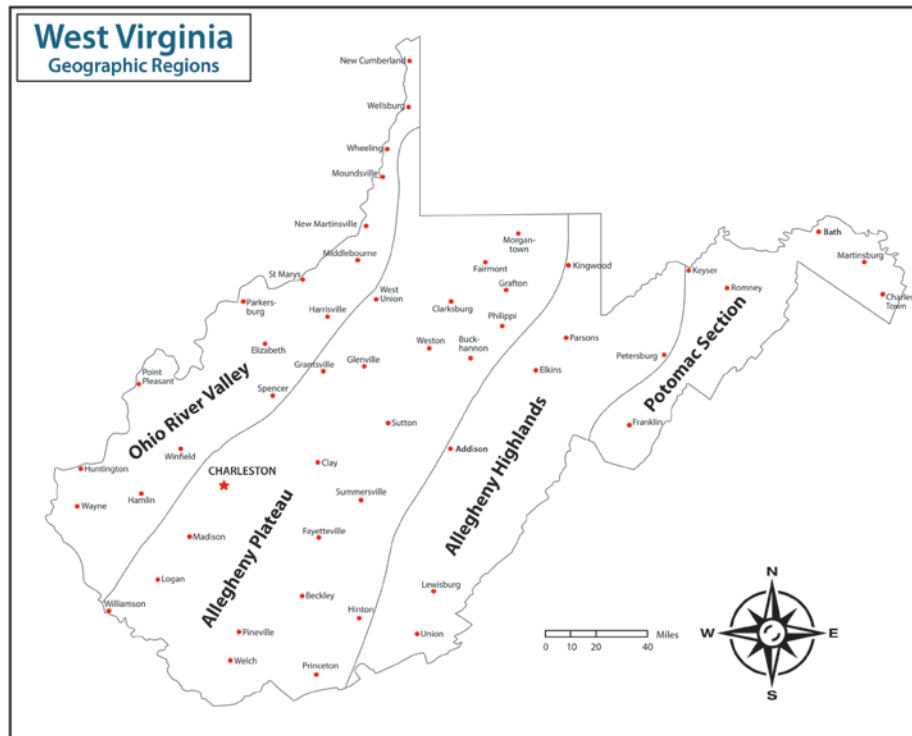 West Virginia
Geographic Regions
New Cumberland
Wellsburg
Wheeling
Moundsville
New Martinsville
Middlebourne
St Marys
Parkers-
burg
Harrisville
West
Union
Elizabeth
Grantsville
Glenville
Spencer
Point
Pleasant
Ohio River Valley
Winfield
Huntington
Hamlin
Wayne
Morgan-
town
Fairmont
Grafton
Clarksburg
Philippi
Weston
Buck-
hannon
Sutton
CHARLESTON
Clay
Summersville
Allegheny Plateau
Fayetteville
Madison
Logan
Williamson
Beckley
Hinton
Pineville
Welch
Princeton
Kingwood
Parsons
Elkins
Addison
Allegheny Highlands
Lewisburg
Union
Keyser
Romney
Petersburg
Potomac Section
Franklin
Bath
Martinsburg
Charles
Town
Miles
0 10 20 40
N
W E
S